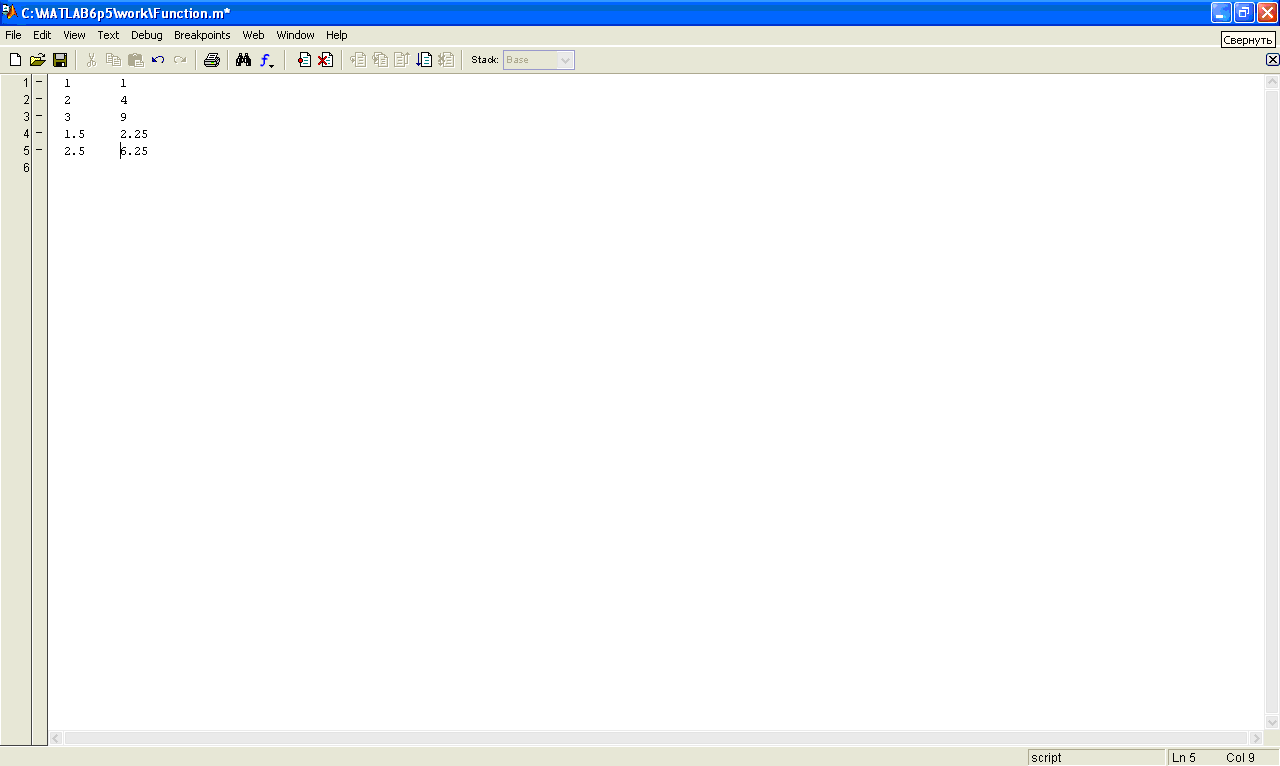 C:\MATLAB6p5\work\Function.m*
File Edit View Text Debug Breakpoints Web Window Help
Свернуть
Stack: Base
1 – 1 1
2 – 2 4
3 – 3 9
4 – 1.5 2.25
5 – 2.5 6.25
6
script Ln 5 Col 9